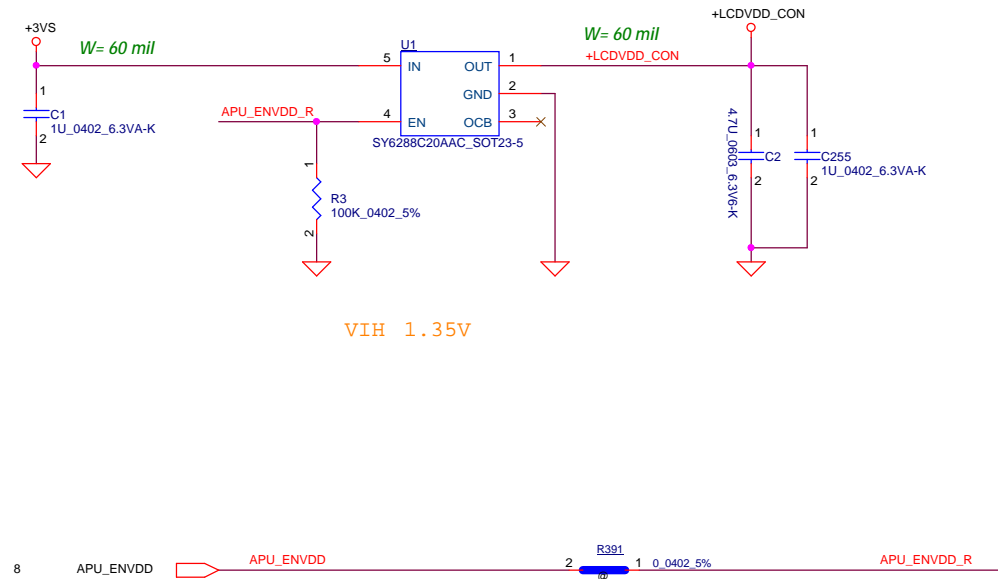 +3VS
W= 60 mil
1
C1
1U_0402_6.3VA-K
2
APU_ENVDD_R
U1
5 IN OUT 1
GND 2
4 EN OCB 3
SY6288C20AAC_SOT23-5
1
R3
100K_0402_5%
2
W= 60 mil
+LCDVDD_CON
+LCDVDD_CON
4.7U_0603_6.3V6-K
1
C2
2
1
C255
1U_0402_6.3VA-K
2
VIH 1.35V
8 APU_ENVDD APU_ENVDD 2 R391 1 0_0402_5% APU_ENVDD_R
@